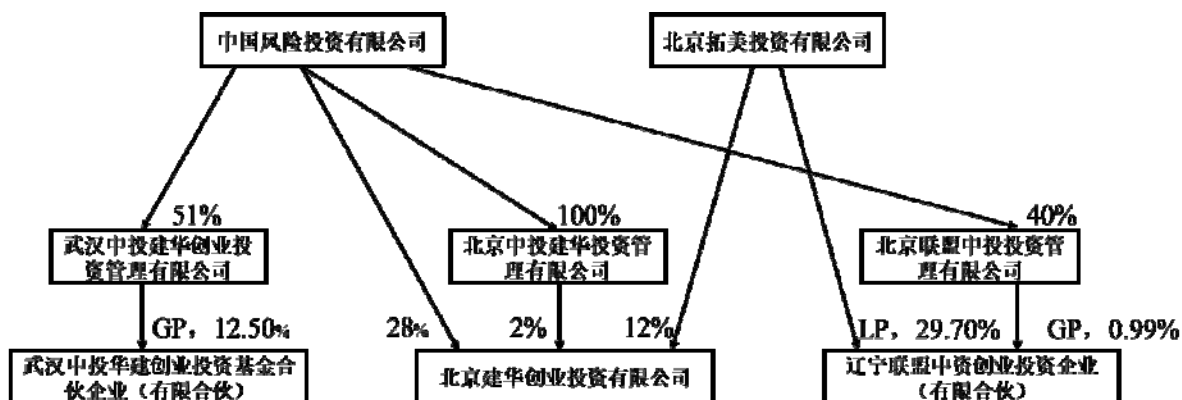 中国风险投资有限公司
北京拓美投资有限公司
51%
100%
40%
武汉中投建华创业投
资管理有限公司
北京中投建华投资管
理有限公司
北京联盟中投投资管
理有限公司
GP，12.50%
28%
2%
12%
LP，29.70%
GP，0.99%
武汉中投华建创业投资基金合
伙企业（有限合伙）
北京建华创业投资有限公司
辽宁联盟中资创业投资企业
（有限合伙）